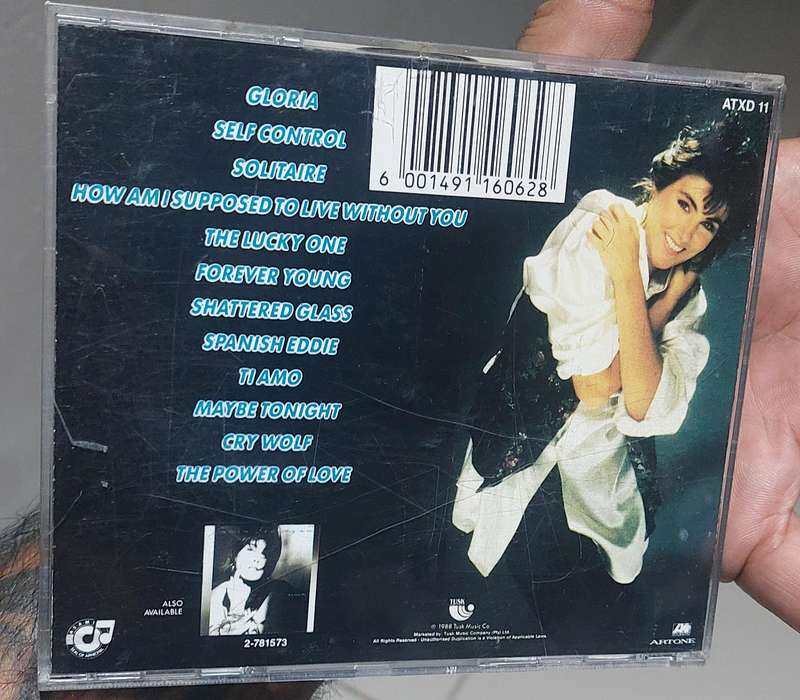 GLORIA
SELF CONTROL
SOLITAIRE
HOW AM I SUPPOSED TO LIVE WITHOUT YOU
THE LUCKY ONE
FOREVER YOUNG
SHATTERED GLASS
SPANISH EDDIE
TI AMO
MAYBE TONIGHT
CRY WOLF
THE POWER OF LOVE
6 001491 160628
ATXD 11
ALSO
AVAILABLE
2-781573
TUSK
© 1988 Tusk Music Co
Marketed by: Tusk Music Company (Pty) Ltd.
All Rights Reserved - Unauthorised Duplication is a Violation of Applicable Laws.
ARTONE